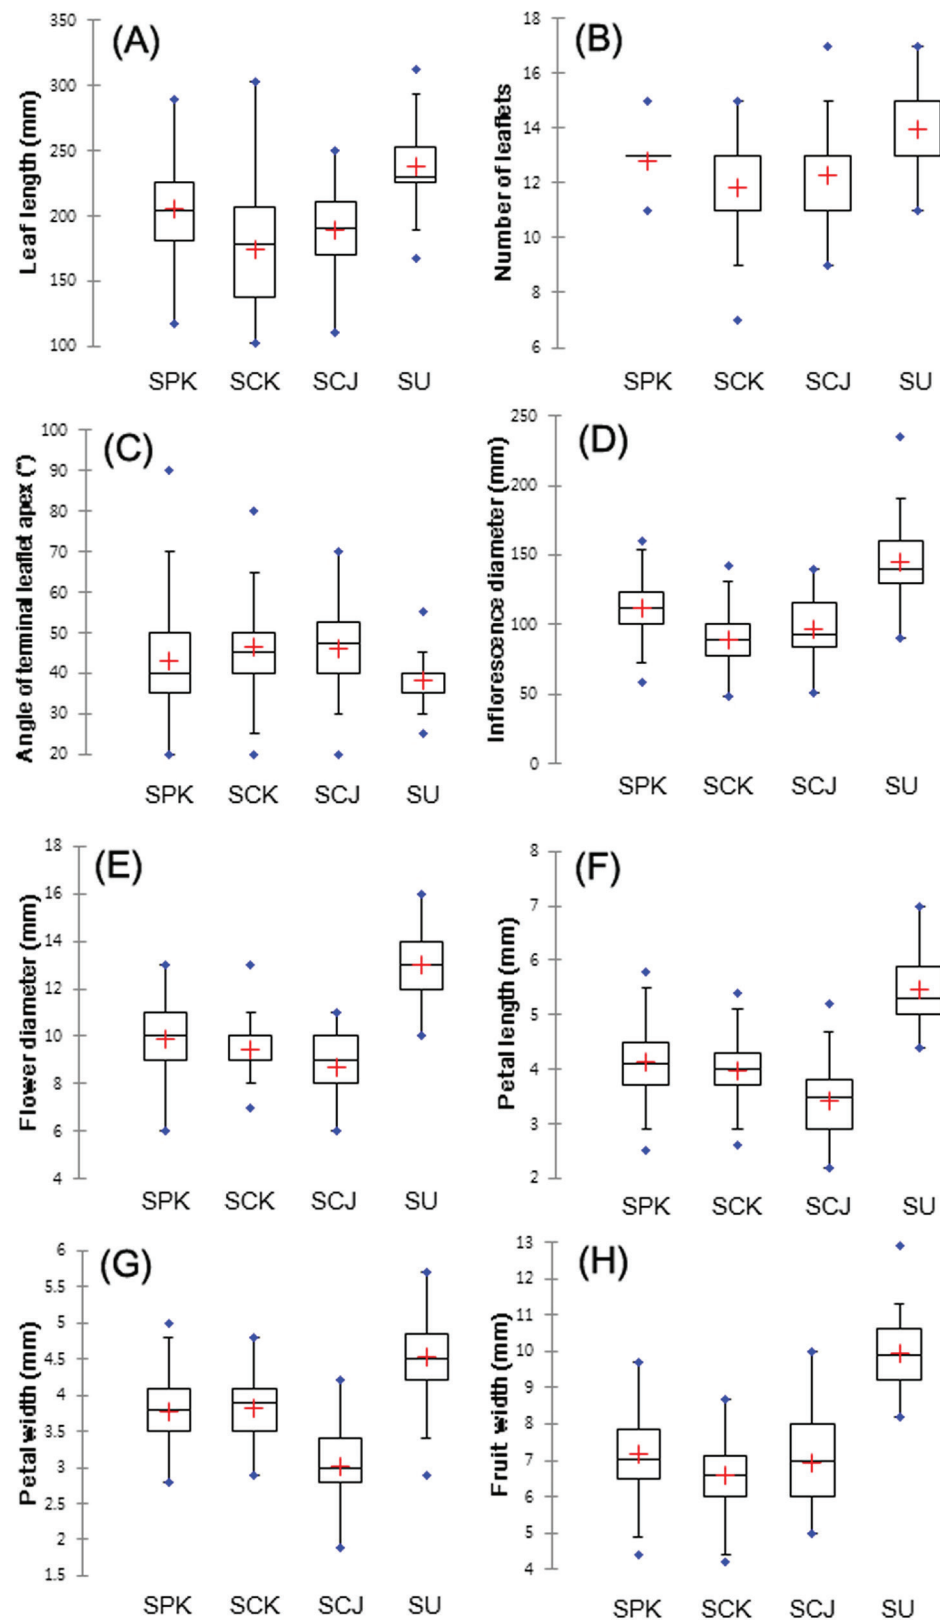 (A)
Leaf length (mm)
350
300
250
200
150
100
SPK SCK SCJ SU
(B)
Number of leaflets
18
16
14
12
10
8
6
SPK SCK SCJ SU
(C)
Angle of terminal leaflet apex (°)
100
90
80
70
60
50
40
30
20
SPK SCK SCJ SU
(D)
Inflorescence diameter (mm)
250
200
150
100
50
0
SPK SCK SCJ SU
(E)
Flower diameter (mm)
18
16
14
12
10
8
6
4
SPK SCK SCJ SU
(F)
Petal length (mm)
8
7
6
5
4
3
2
SPK SCK SCJ SU
(G)
Petal width (mm)
6
5.5
5
4.5
4
3.5
3
2.5
2
1.5
SPK SCK SCJ SU
(H)
Fruit width (mm)
13
12
11
10
9
8
7
6
5
4
SPK SCK SCJ SU